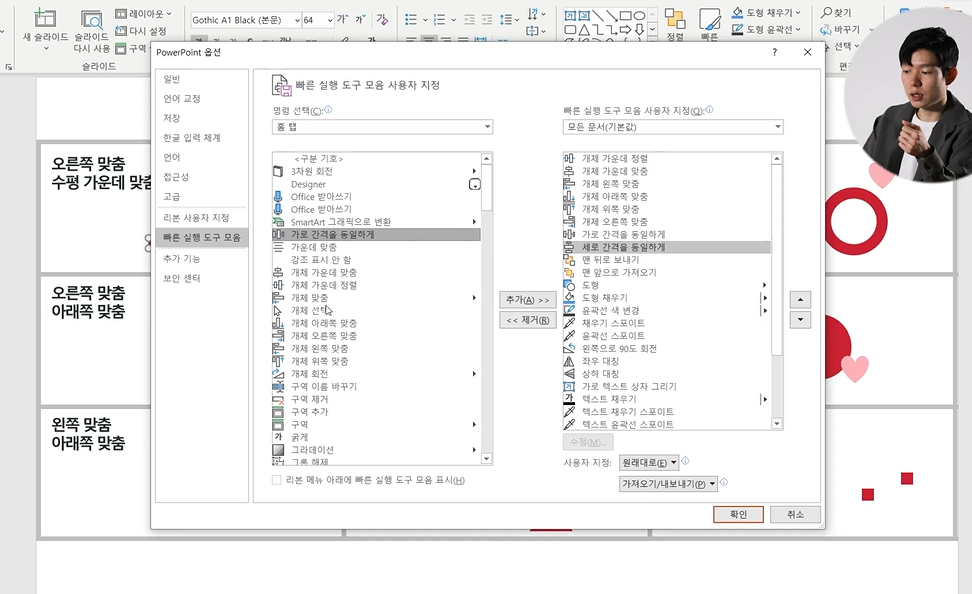 새 슬라이드
슬라이드
다시 사용
레이아웃
다시 설정
구역
슬라이드
Gothic A1 Black (본문)
64
정렬
빠른
도형 채우기
도형 윤곽선
찾기
바꾸기
선택
PowerPoint 옵션
?
일반
언어 교정
저장
한글 입력 체계
언어
접근성
고급
리본 사용자 지정
빠른 실행 도구 모음
추가 기능
보안 센터
빠른 실행 도구 모음 사용자 지정
명령 선택(C):
홈 탭
<구분 기호>
3차원 회전
Designer
Office 받아쓰기
Office 받아쓰기
SmartArt 그래픽으로 변환
가로 간격을 동일하게
가운데 맞춤
강조 표시 안 함
개체 가운데 맞춤
개체 가운데 정렬
개체 맞춤
개체 선택
개체 아래쪽 맞춤
개체 오른쪽 맞춤
개체 왼쪽 맞춤
개체 위쪽 맞춤
개체 회전
구역 이름 바꾸기
구역 제거
구역 추가
구역
가 굵게
그라데이션
그룹 해제
리본 메뉴 아래에 빠른 실행 도구 모음 표시(H)
추가(A) >>
<< 제거(R)
빠른 실행 도구 모음 사용자 지정(Q):
모든 문서(기본값)
개체 가운데 정렬
개체 가운데 맞춤
개체 왼쪽 맞춤
개체 아래쪽 맞춤
개체 위쪽 맞춤
개체 오른쪽 맞춤
가로 간격을 동일하게
세로 간격을 동일하게
맨 뒤로 보내기
맨 앞으로 가져오기
도형
도형 채우기
윤곽선 색 변경
채우기 스포이트
윤곽선 스포이트
왼쪽으로 90도 회전
좌우 대칭
상하 대칭
가로 텍스트 상자 그리기
가 텍스트 채우기
텍스트 채우기 스포이트
텍스트 윤곽선 스포이트
수정(M)...
사용자 지정:
원래대로(E)
가져오기/내보내기(P)
확인
취소
오른쪽 맞춤
수평 가운데 맞춤
오른쪽 맞춤
아래쪽 맞춤
왼쪽 맞춤
아래쪽 맞춤